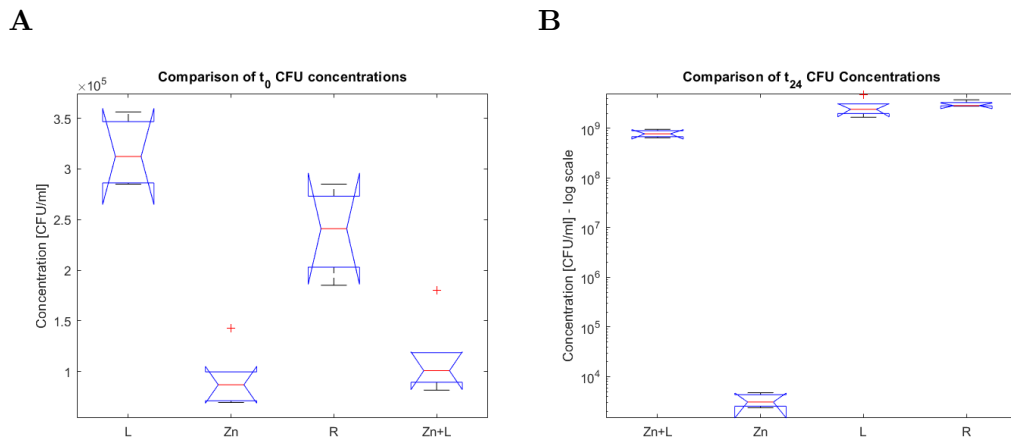 A
Comparison of t0 CFU concentrations
×10^5
3.5
3
2.5
2
1.5
1
Concentration [CFU/ml]
L Zn R Zn+L
B
Comparison of t24 CFU Concentrations
10^9
10^8
10^7
10^6
10^5
10^4
Concentration [CFU/ml] - log scale
Zn+L Zn L R